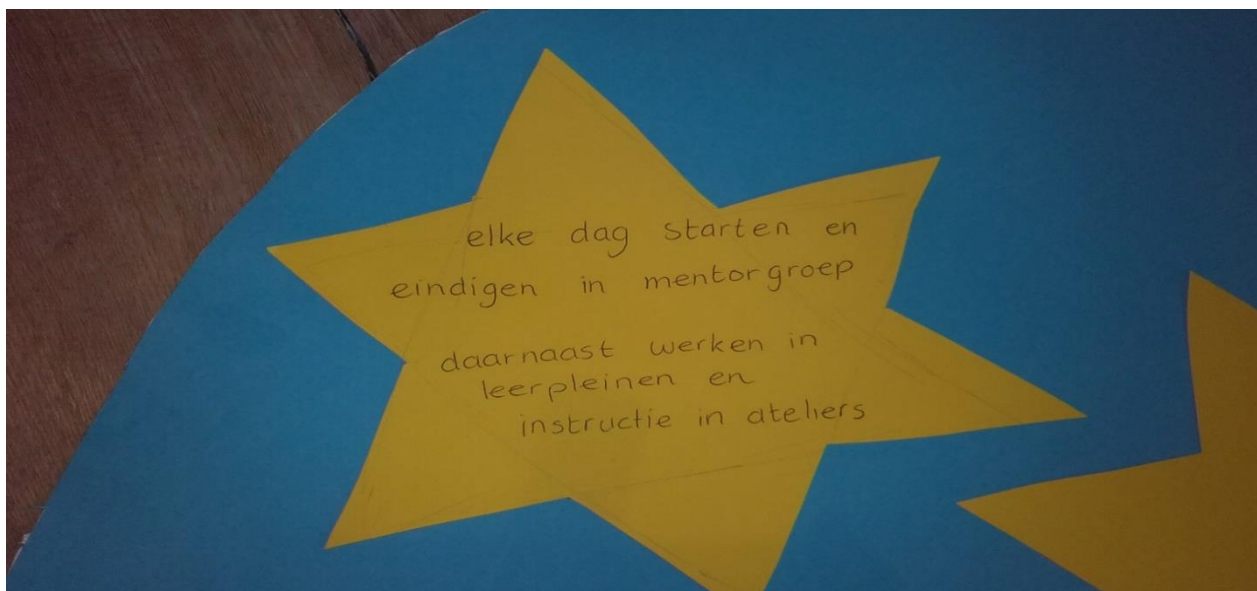 elke dag starten en
eindigen in mentorgroep
daarnaast werken in
leerpleinen en
instructie in ateliers